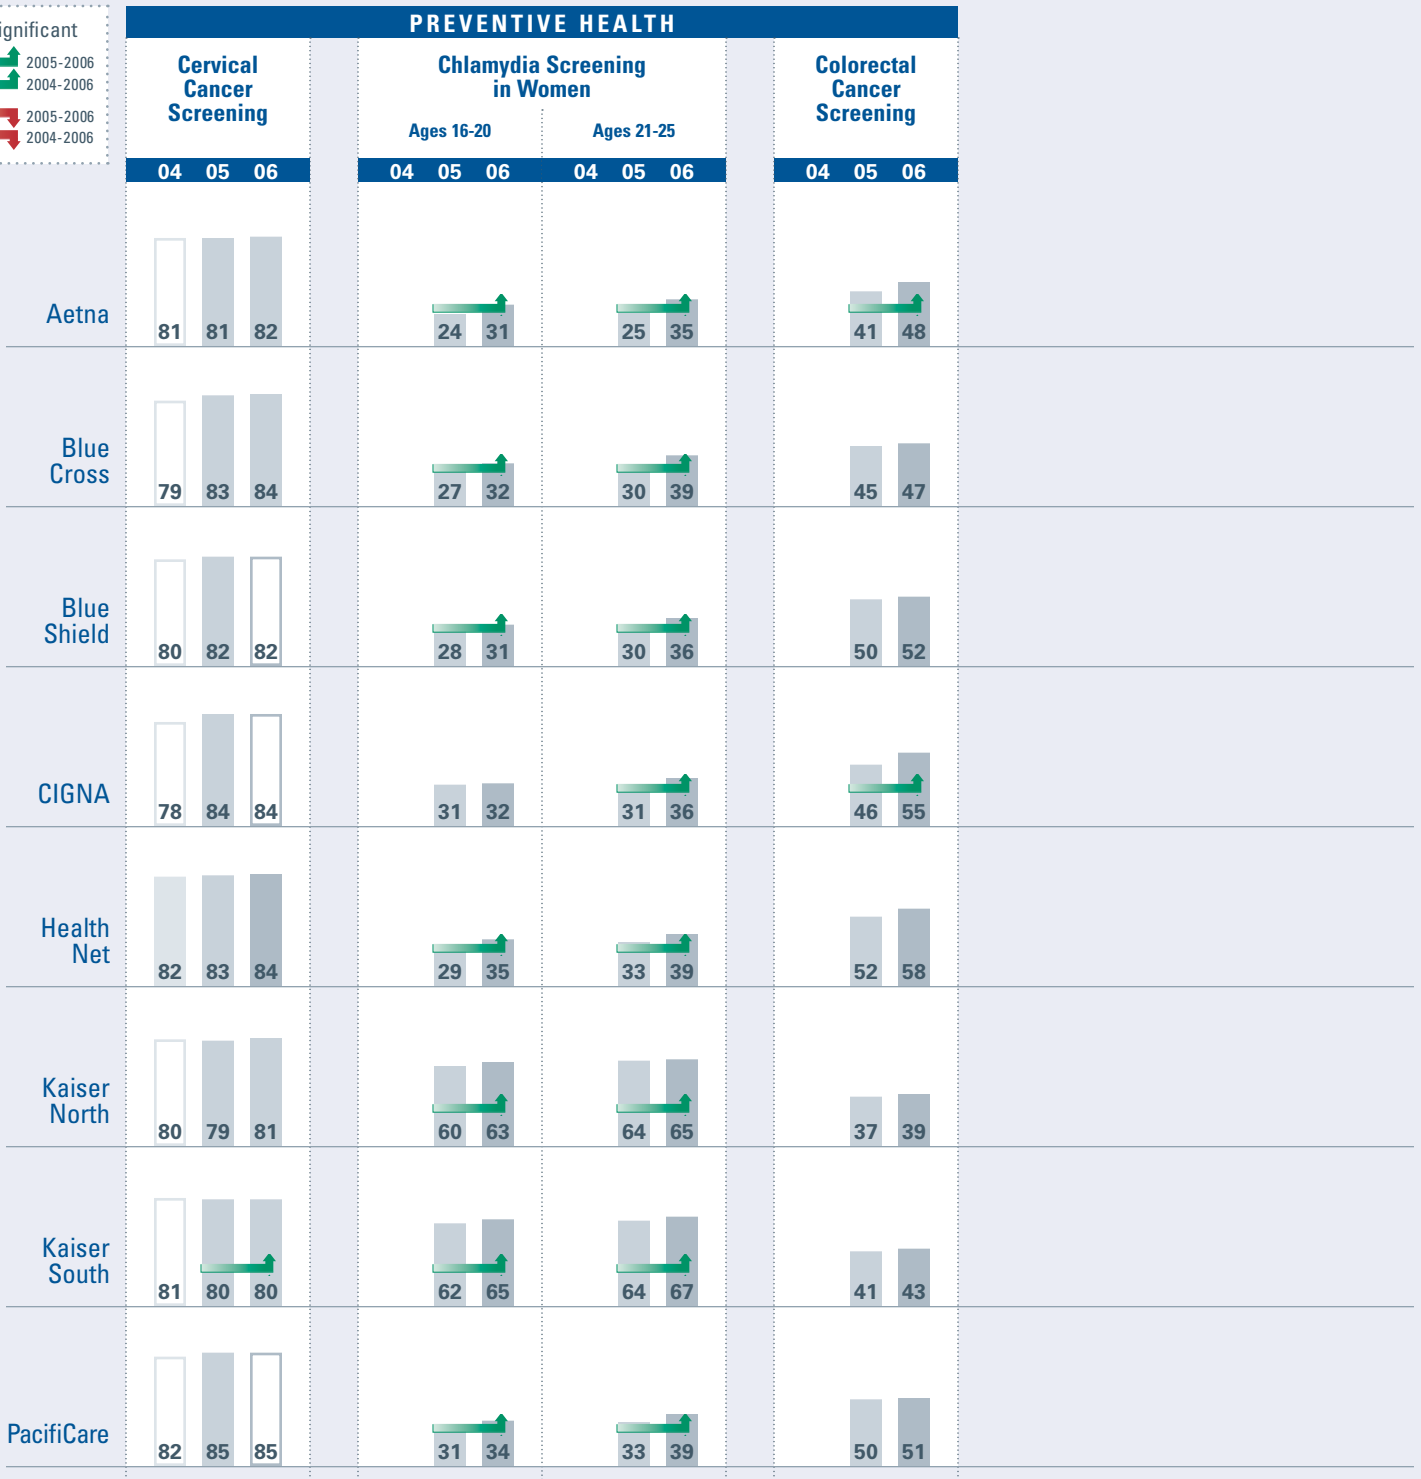 PREVENTIVE HEALTH
2005-2006
2004-2006
2005-2006
2004-2006
Cervical
Cancer
Screening
Chlamydia Screening
in Women
Ages 16-20
Ages 21-25
Colorectal
Cancer
Screening
04 05 06 04 05 06 04 05 06 04 05 06
Aetna
81 81 82 24 31 25 35 41 48
Blue
Cross
79 83 84 27 32 30 39 45 47
Blue
Shield
80 82 82 28 31 30 36 50 52
CIGNA
78 84 84 31 32 31 36 46 55
Health
Net
82 83 84 29 35 33 39 52 58
Kaiser
North
80 79 81 60 63 64 65 37 39
Kaiser
South
81 80 80 62 65 64 67 41 43
PacifiCare
82 85 85 31 34 33 39 50 51